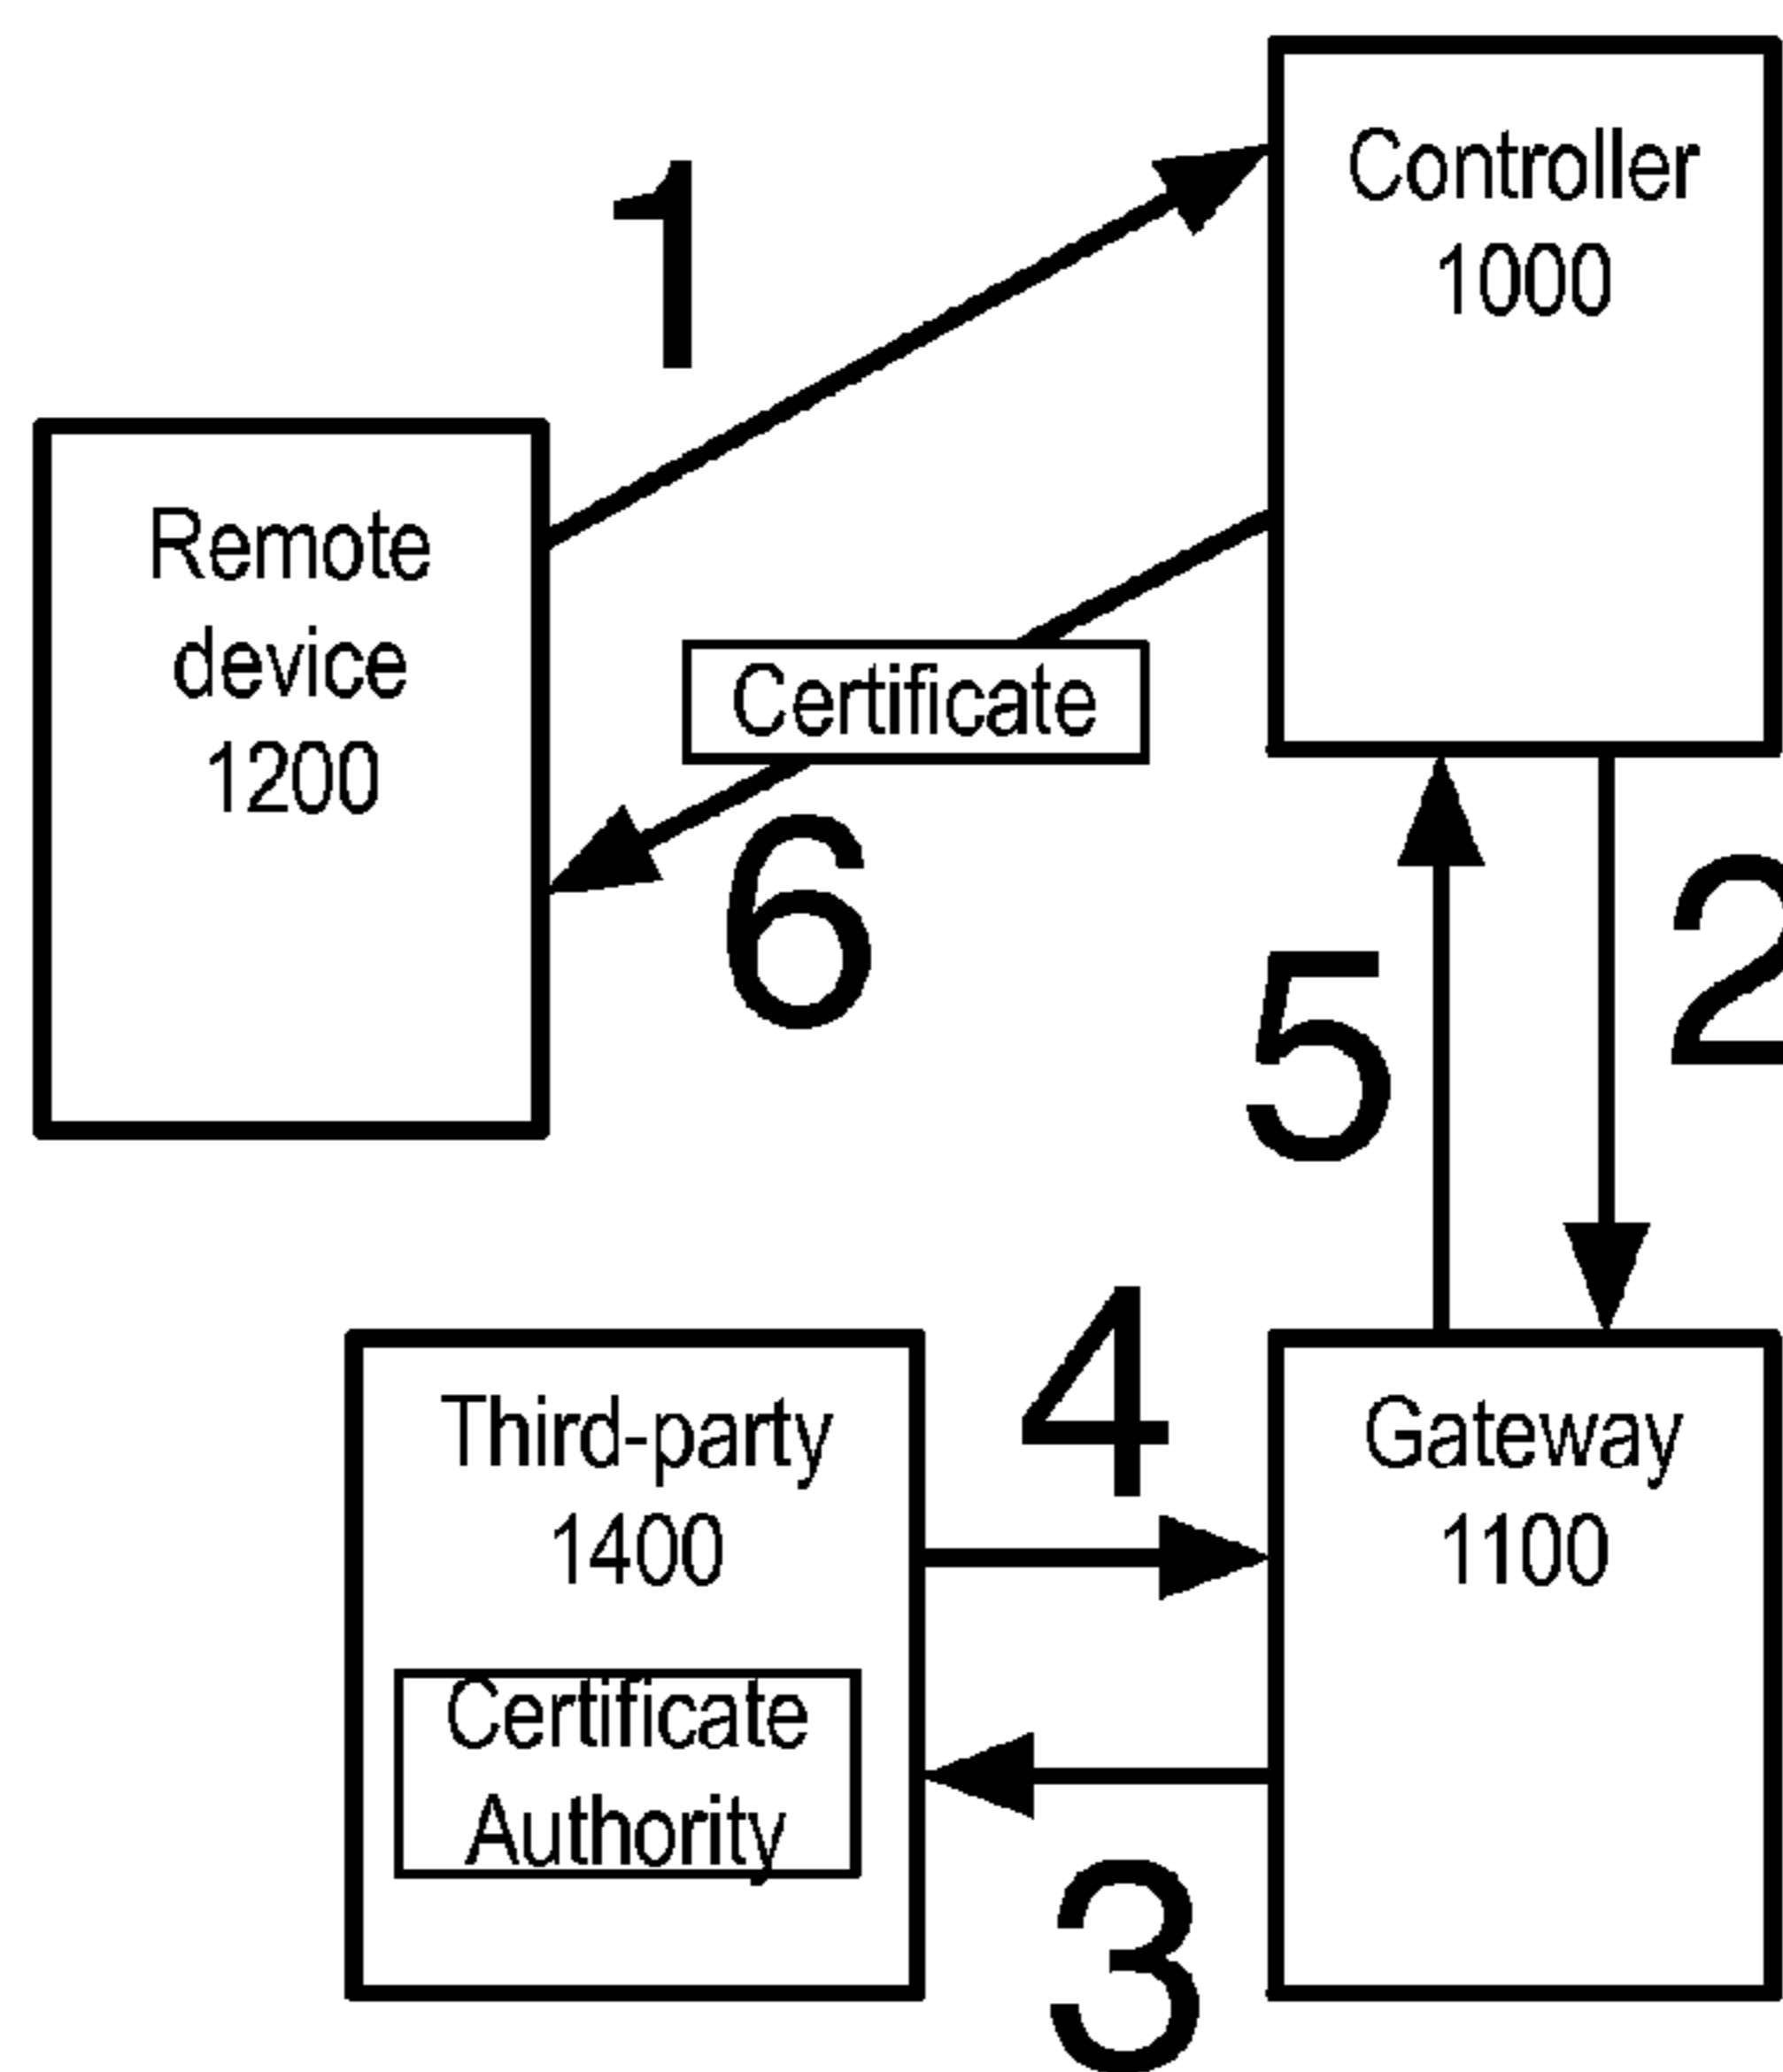 1
Controller
1000
Remote
device
1200
Certificate
6
5
2
4
Third-party
1400
Certificate
Authority
Gateway
1100
3